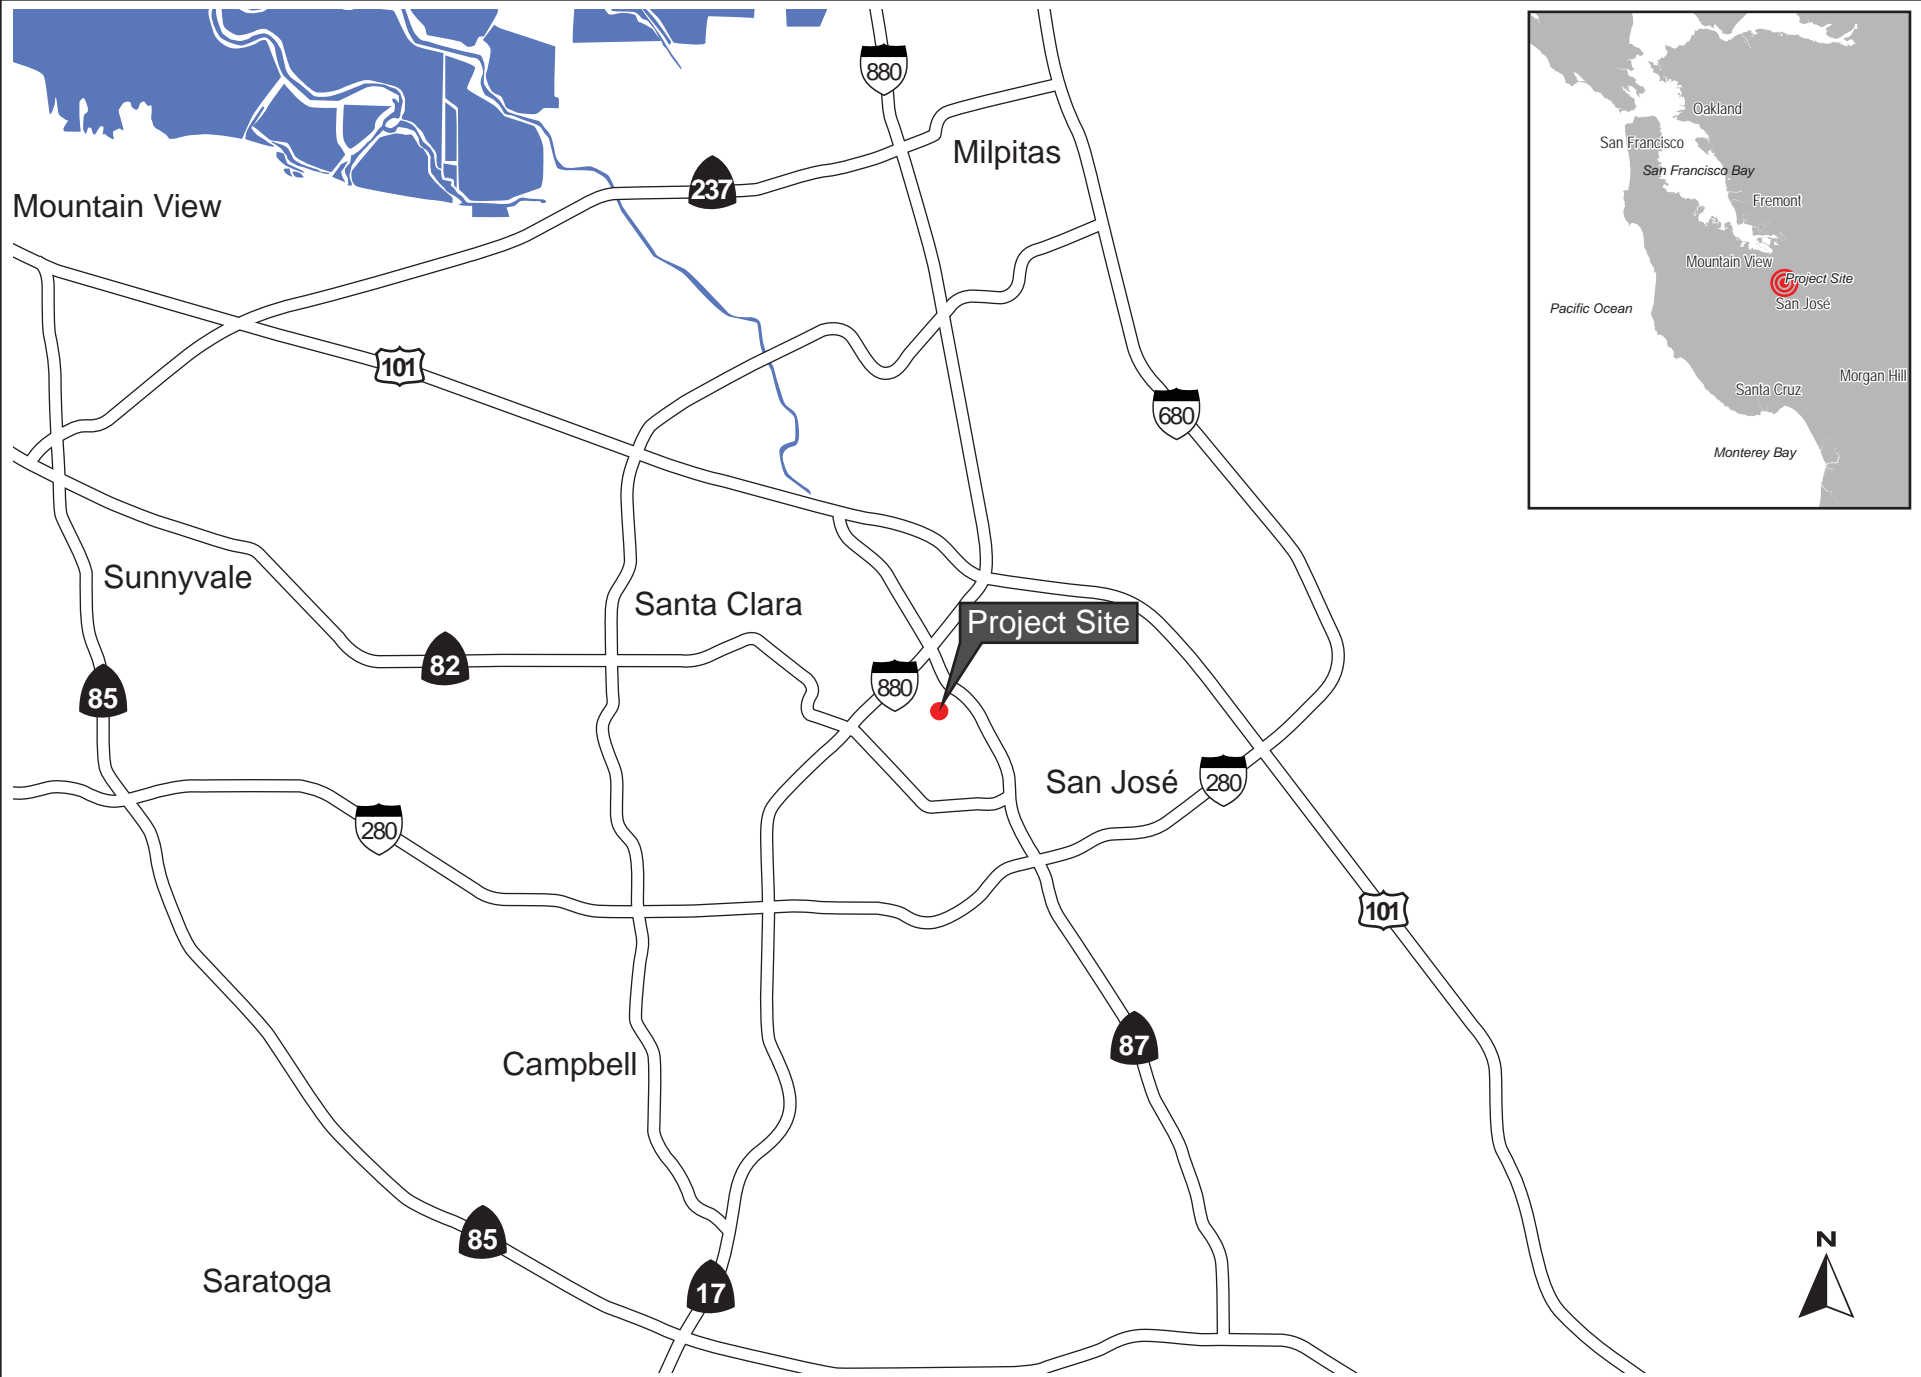 880
Milpitas
237
Mountain View
101
680
Sunnyvale
Santa Clara
Project Site
82
880
85
San José
280
280
101
87
Campbell
85
Saratoga
17
N
Oakland
San Francisco
San Francisco Bay
Fremont
Mountain View
Project Site
San José
Pacific Ocean
Morgan Hill
Santa Cruz
Monterey Bay